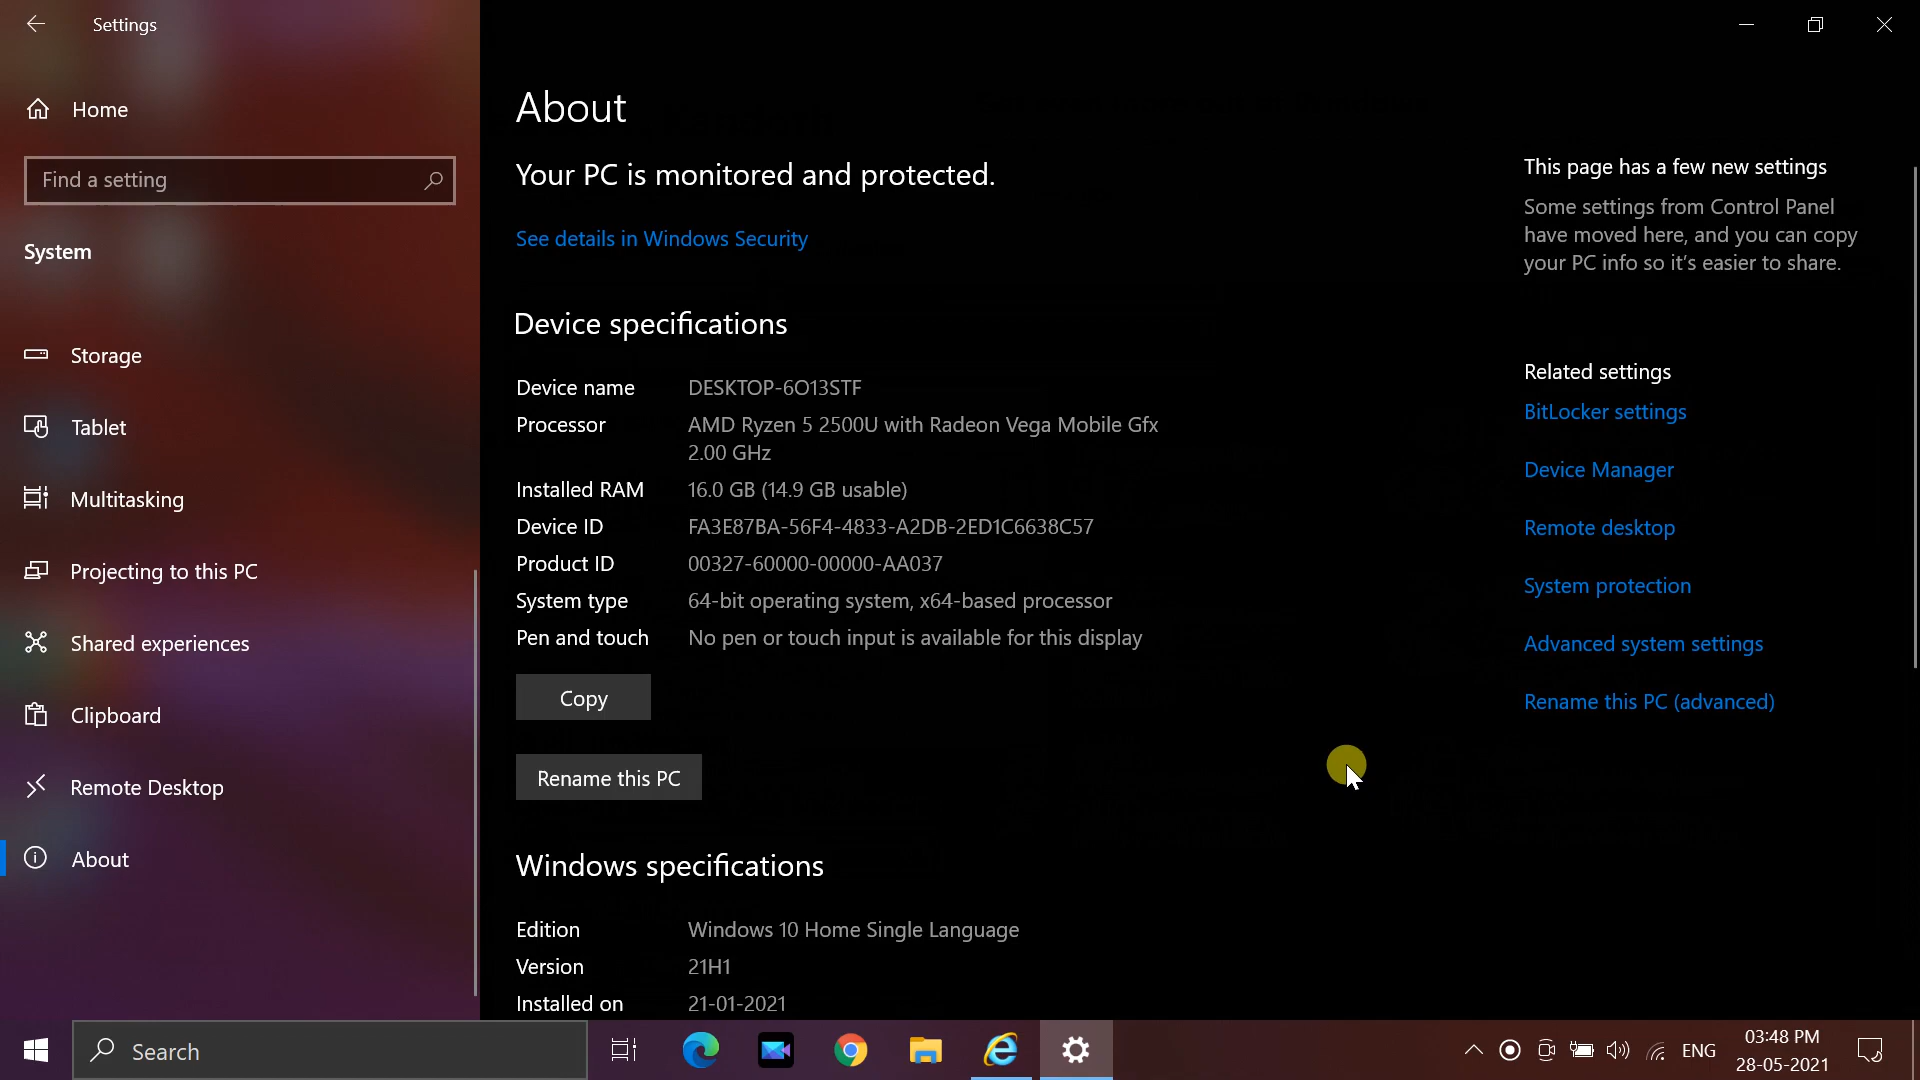 Settings
Home
Find a setting
System
Storage
Tablet
Multitasking
Projecting to this PC
Shared experiences
Clipboard
Remote Desktop
About
About
Your PC is monitored and protected.
See details in Windows Security
Device specifications
Device name DESKTOP-6O13STF
Processor AMD Ryzen 5 2500U with Radeon Vega Mobile Gfx
2.00 GHz
Installed RAM 16.0 GB (14.9 GB usable)
Device ID FA3E87BA-56F4-4833-A2DB-2ED1C6638C57
Product ID 00327-60000-00000-AA037
System type 64-bit operating system, x64-based processor
Pen and touch No pen or touch input is available for this display
Copy
Rename this PC
Windows specifications
Edition Windows 10 Home Single Language
Version 21H1
Installed on 21-01-2021
This page has a few new settings
Some settings from Control Panel
have moved here, and you can copy
your PC info so it's easier to share.
Related settings
BitLocker settings
Device Manager
Remote desktop
System protection
Advanced system settings
Rename this PC (advanced)
Search
ENG
03:48 PM
28-05-2021